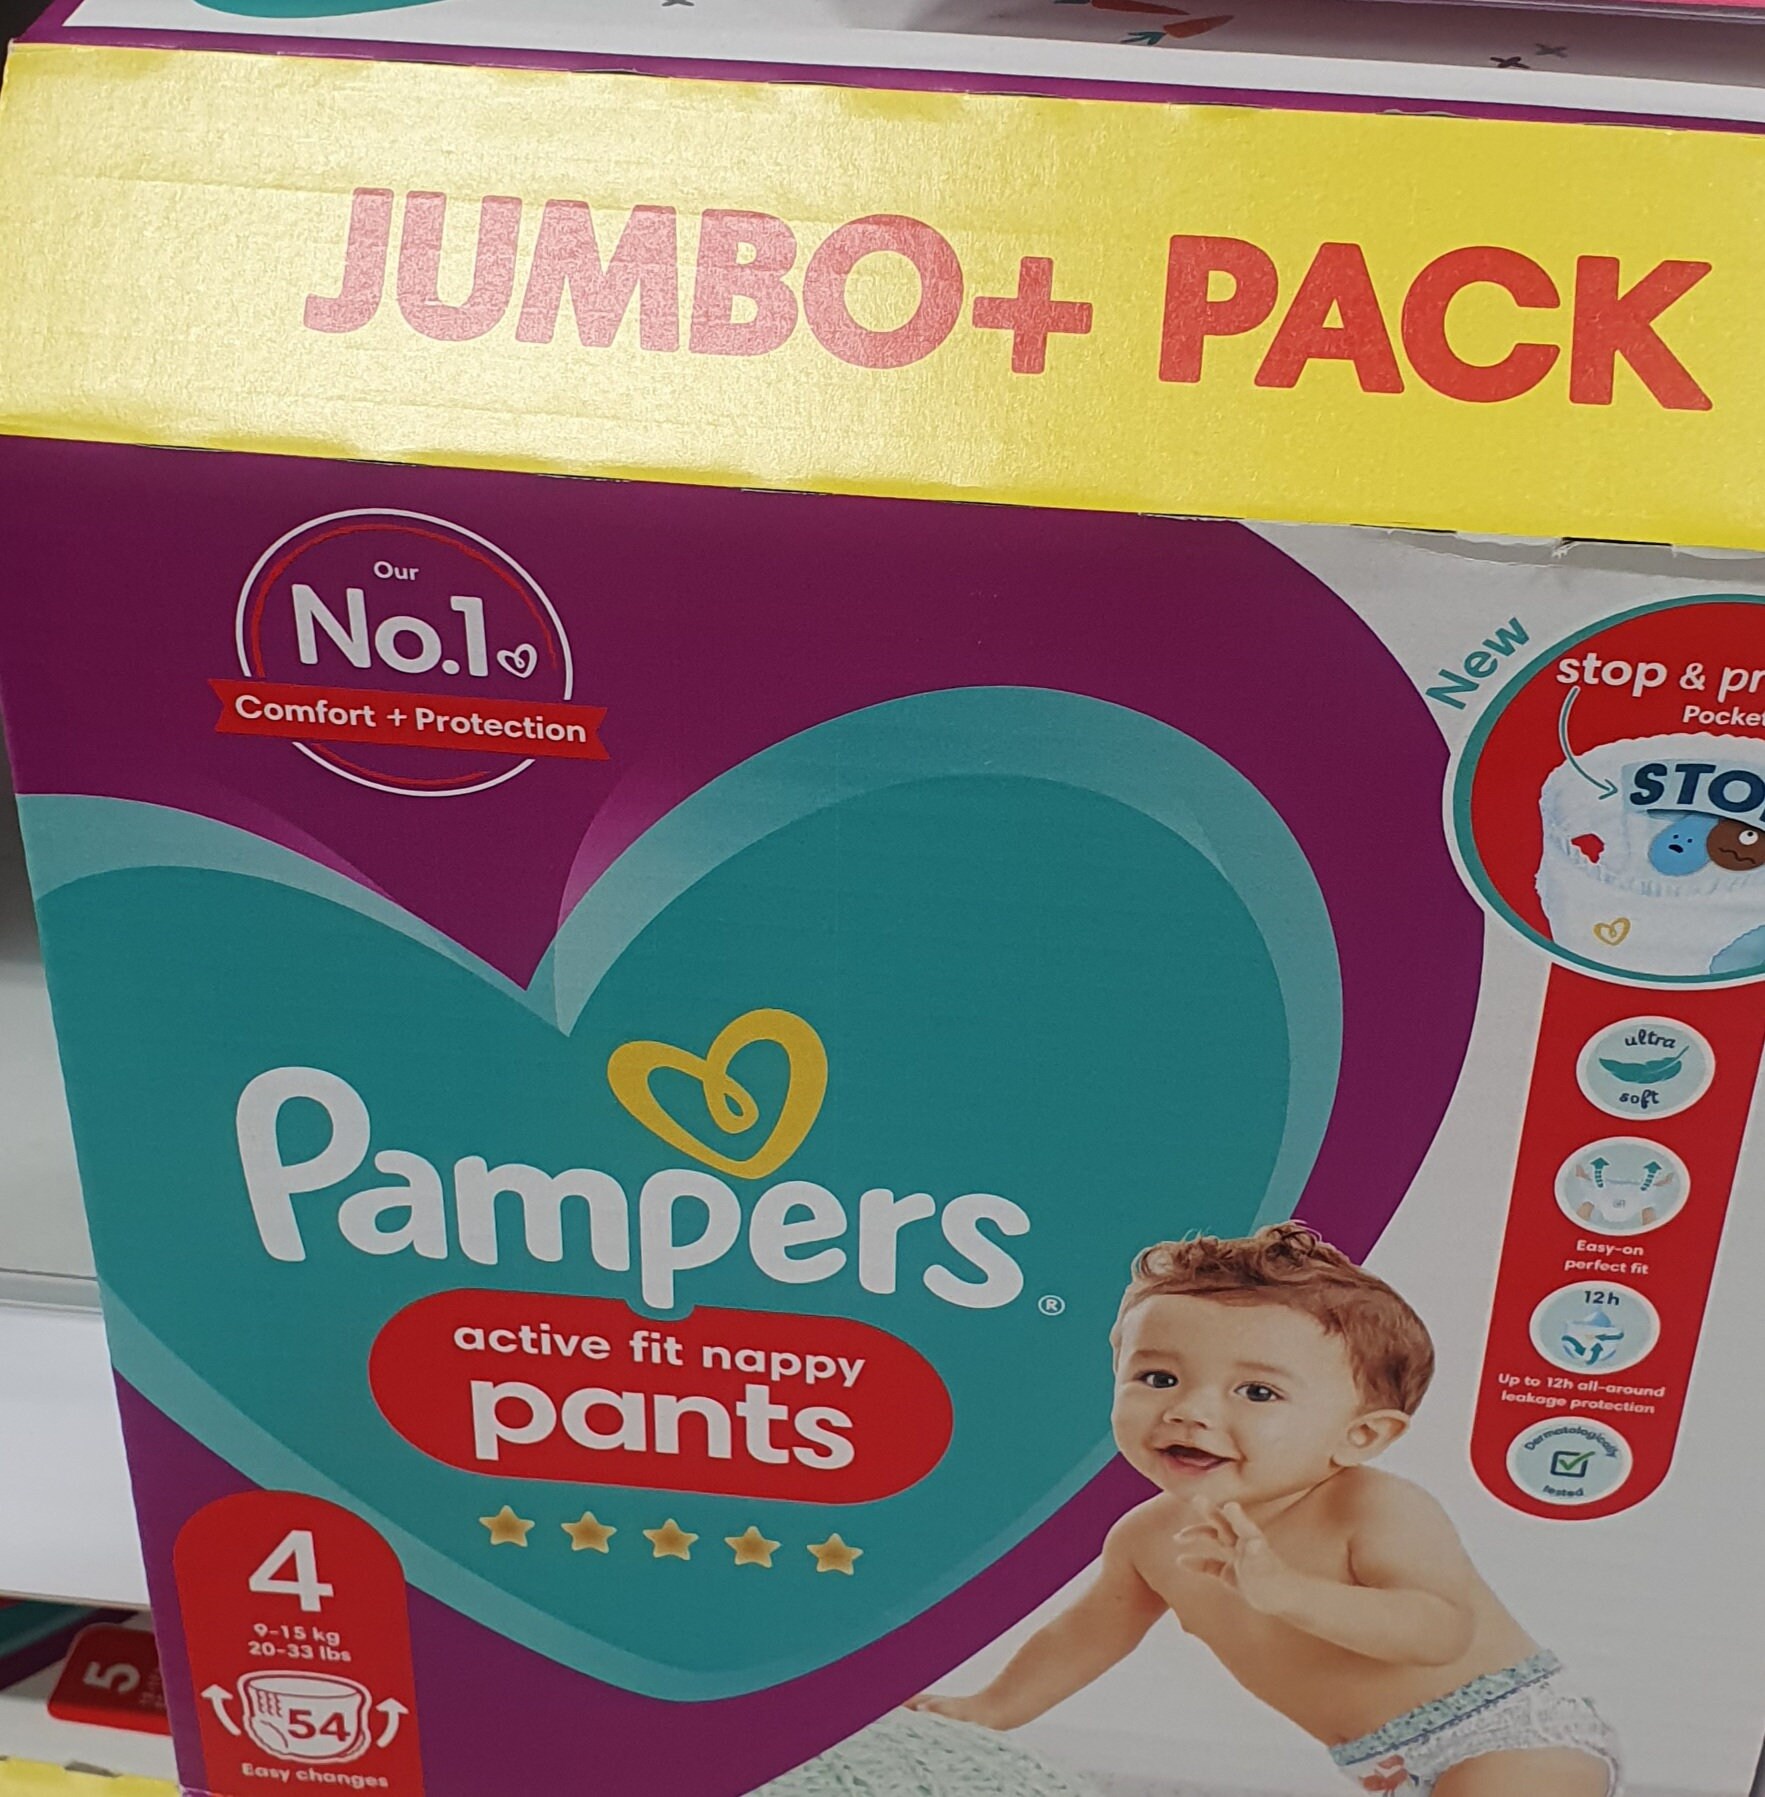 JUMBO+ PACK
Our
No.1
Comfort + Protection
New
stop &
STO
ultra
soft
Easy-on
perfect fit
12h
Up to 12h all-around
leakage protection
Dermatologically
tested
Pampers®
active fit nappy
pants
4
9-15 kg
20-33 lbs
54
Easy changes
5